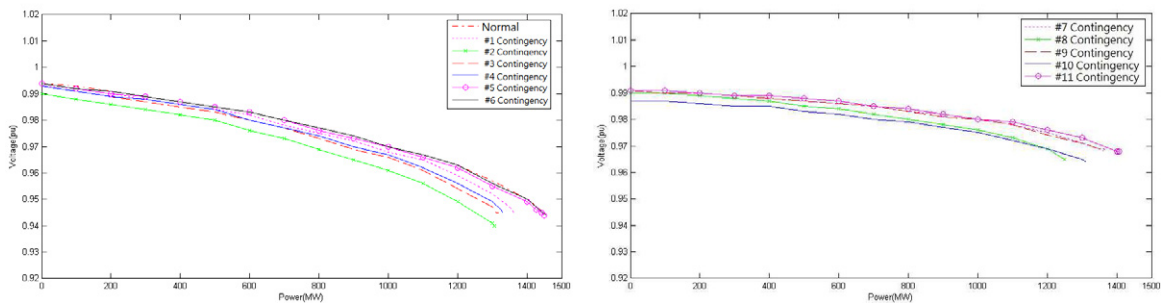 1.02
1.01
1
0.99
0.98
0.97
0.96
0.95
0.94
0.93
0.92
Voltage(pu)
0 200 400 600 800 1000 1200 1400 1600
Power(MW)
Normal
#1 Contingency
#2 Contingency
#3 Contingency
#4 Contingency
#5 Contingency
#6 Contingency
1.02
1.01
1
0.99
0.98
0.97
0.96
0.95
0.94
0.93
0.92
Voltage(pu)
0 200 400 600 800 1000 1200 1400 1600
Power(MW)
#7 Contingency
#8 Contingency
#9 Contingency
#10 Contingency
#11 Contingency